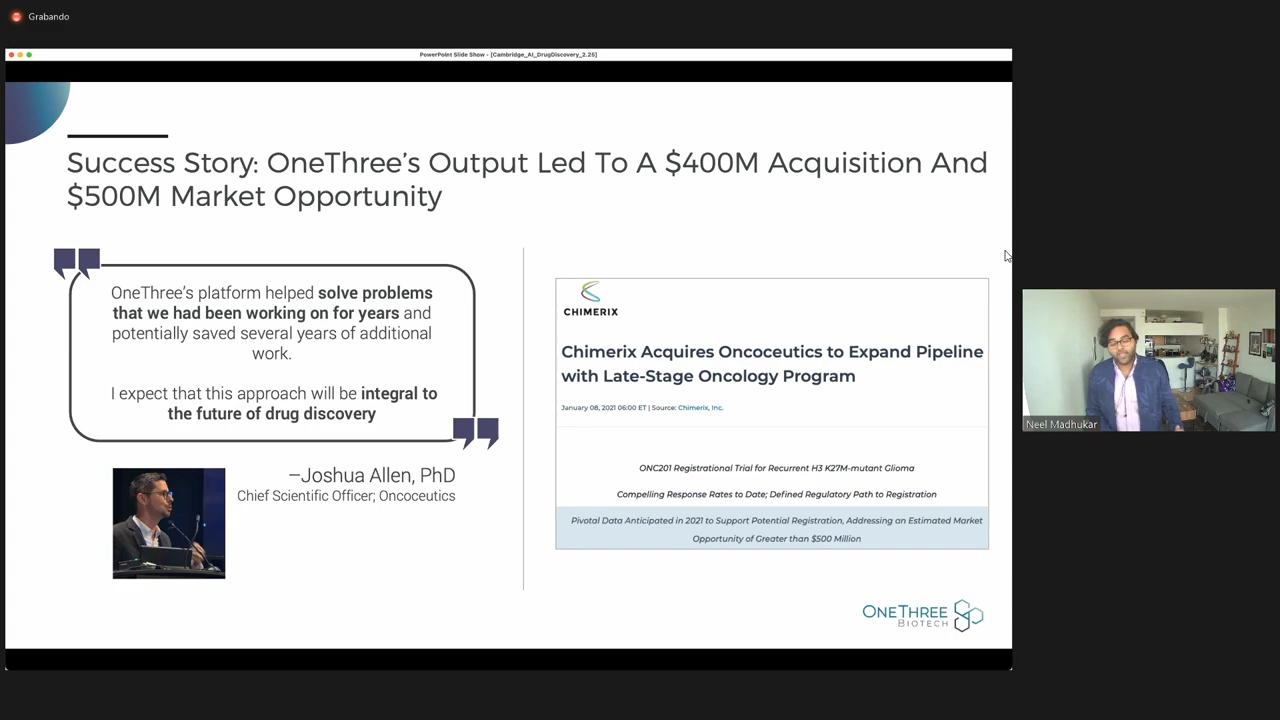 Grabando
PowerPoint Slide Show - [Cambridge_AI_DrugDiscovery_2.25]
Success Story: OneThree's Output Led To A $400M Acquisition And
$500M Market Opportunity
OneThree's platform helped solve problems
that we had been working on for years and
potentially saved several years of additional
work.
I expect that this approach will be integral to
the future of drug discovery
–Joshua Allen, PhD
Chief Scientific Officer; Oncoceutics
CHIMERIX
Chimerix Acquires Oncoceutics to Expand Pipeline
with Late-Stage Oncology Program
January 08, 2021 06:00 ET | Source: Chimerix, Inc.
ONC201 Registrational Trial for Recurrent H3 K27M-mutant Glioma
Compelling Response Rates to Date; Defined Regulatory Path to Registration
Pivotal Data Anticipated in 2021 to Support Potential Registration, Addressing an Estimated Market
Opportunity of Greater than $500 Million
ONETHREE
BIOTECH
Neel Madhukar